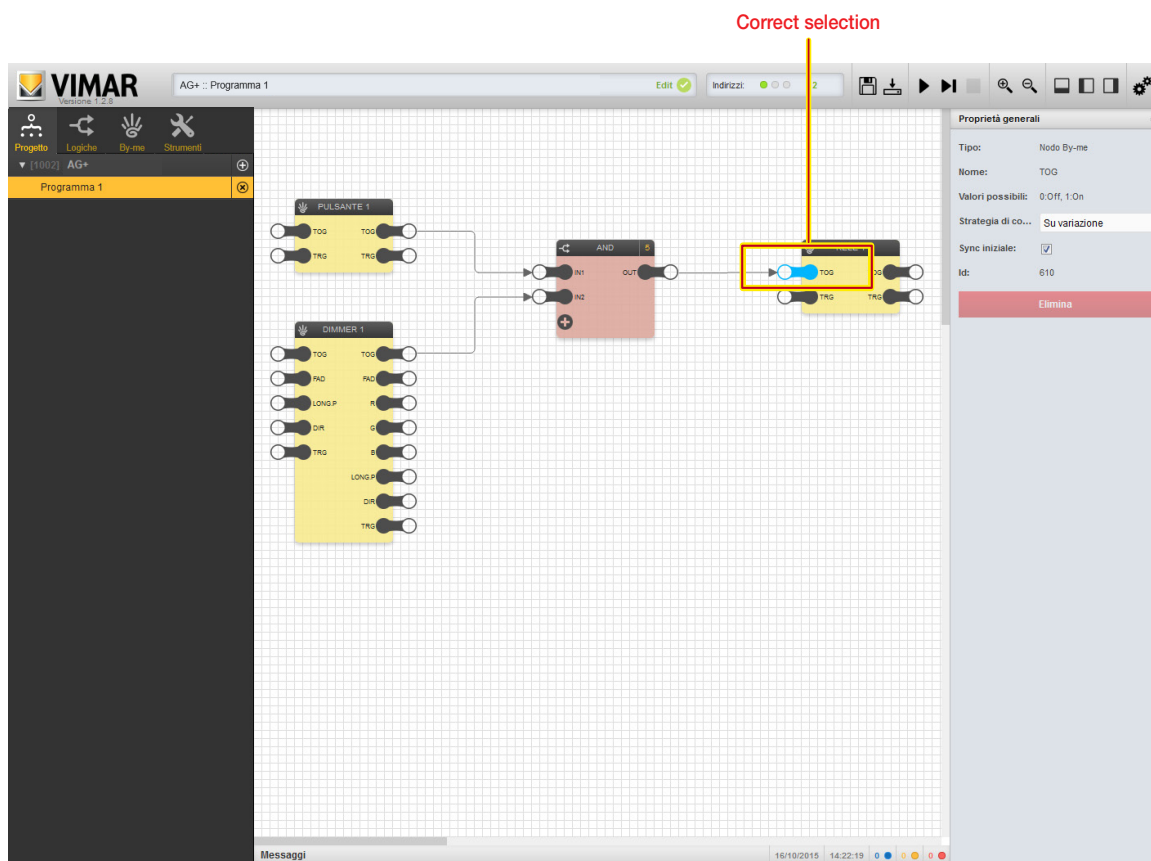 Correct selection
VIMAR
Versione 1.2.8
AG+ :: Programma 1
Edit
Indirizzi:
2
Progetto
Logiche
By-me
Strumenti
[1002] AG+
Programma 1
PULSANTE 1
TOG TOG
TRG TRG
DIMMER 1
TOG TOG
FAD FAD
LONG.P R
DIR G
TRG B
LONG.P
DIR
TRG
AND 5
IN1 OUT
IN2
TOG OG
TRG TRG
Proprietà generali
Tipo: Nodo By-me
Nome: TOG
Valori possibili: 0:Off, 1:On
Strategia di co... Su variazione
Sync iniziale:
Id: 610
Elimina
Messaggi
16/10/2015 14:22:19 0 0 0